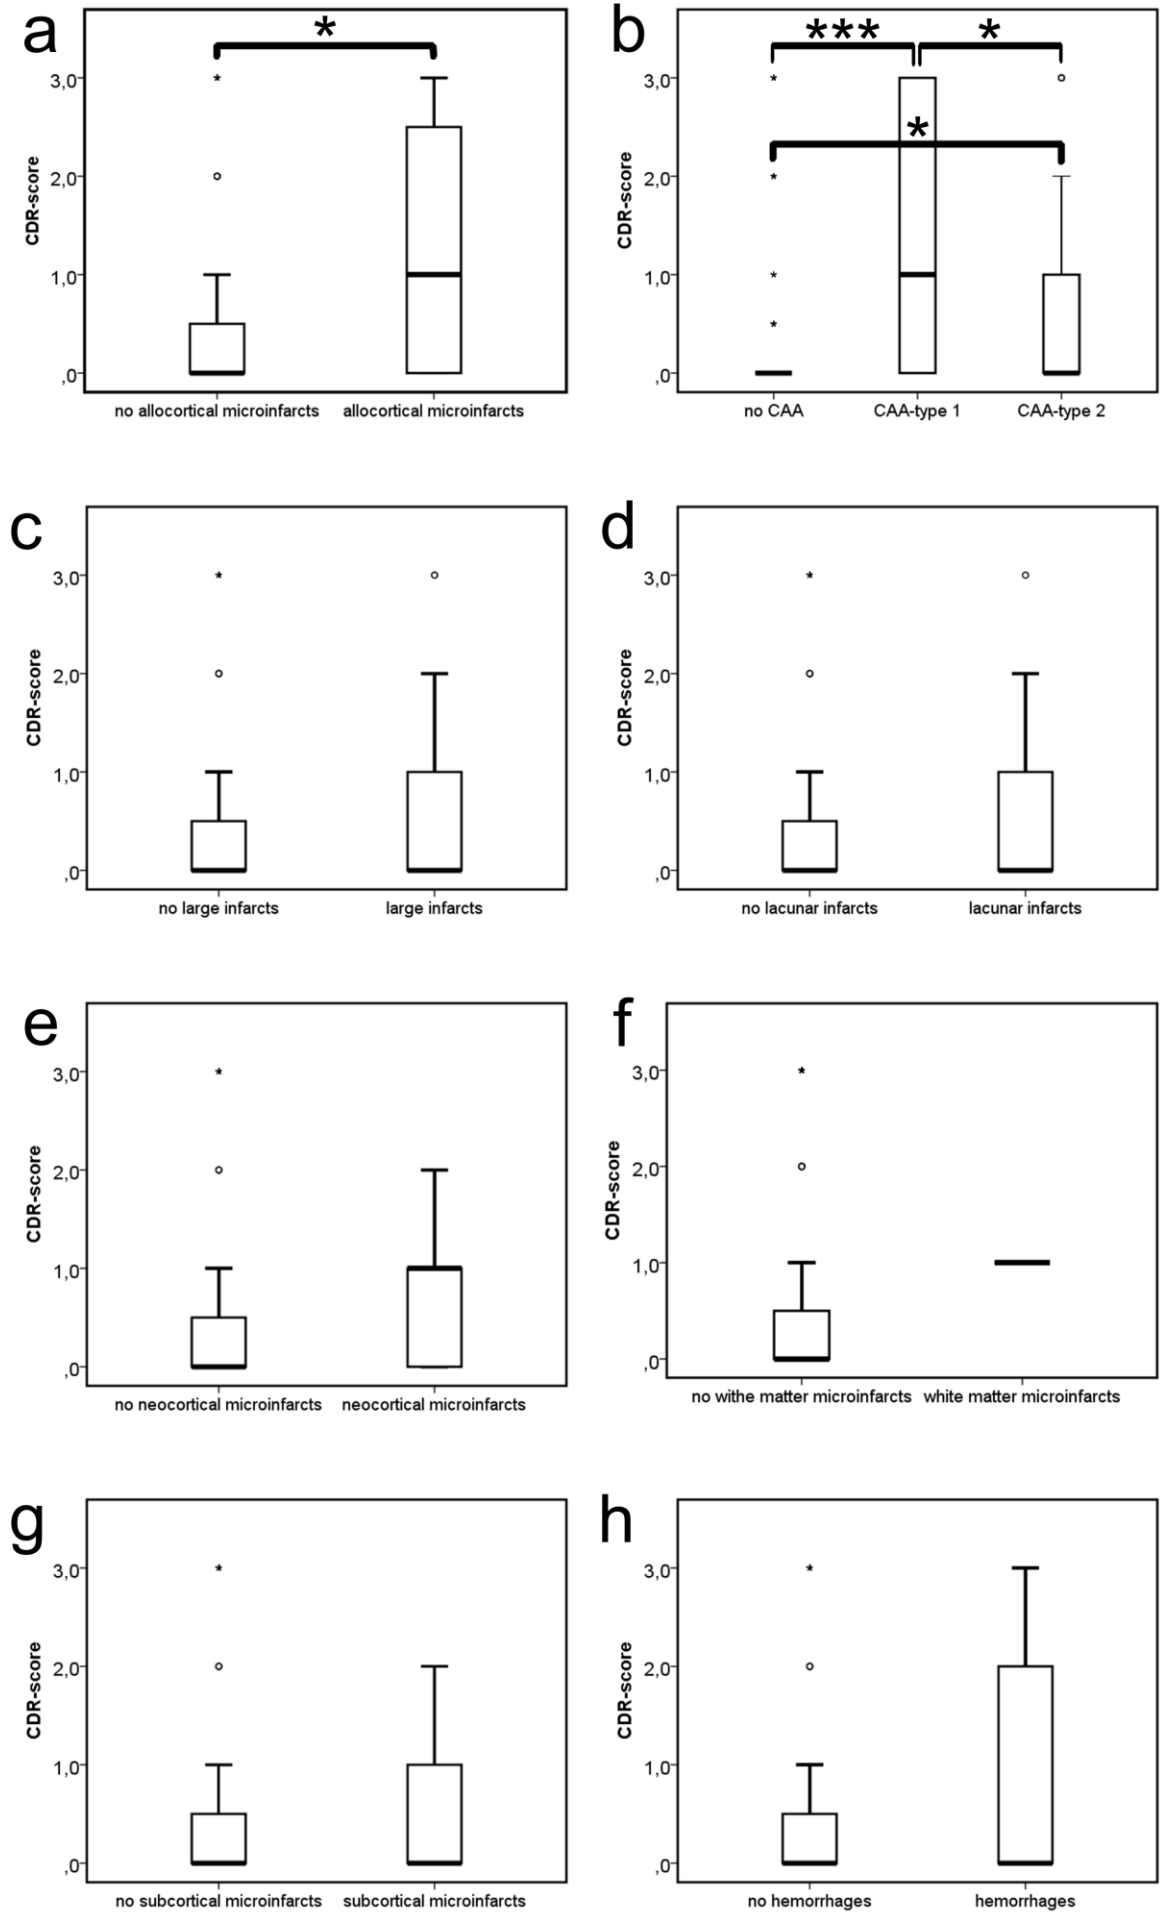 a
*
3,0
2,0
1,0
,0
CDR-score
no allocortical microinfarcts allocortical microinfarcts
b
*** *
*
3,0
2,0
1,0
,0
CDR-score
no CAA CAA-type 1 CAA-type 2
c
3,0
2,0
1,0
,0
CDR-score
no large infarcts large infarcts
d
3,0
2,0
1,0
,0
CDR-score
no lacunar infarcts lacunar infarcts
e
3,0
2,0
1,0
,0
CDR-score
no neocortical microinfarcts neocortical microinfarcts
f
3,0
2,0
1,0
,0
CDR-score
no withe matter microinfarcts white matter microinfarcts
g
3,0
2,0
1,0
,0
CDR-score
no subcortical microinfarcts subcortical microinfarcts
h
3,0
2,0
1,0
,0
CDR-score
no hemorrhages hemorrhages